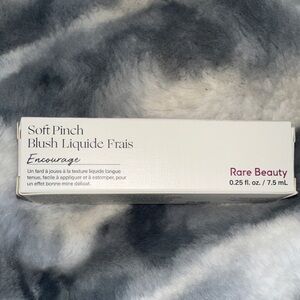 Soft Pinch
Blush Liquide Frais
Encourage
Un fard à joues à la texture liquide longue
tenue, facile à appliquer et à estomper, pour
un effet bonne mine délicat.
Rare Beauty
0.25 fl. oz. / 7.5 mL